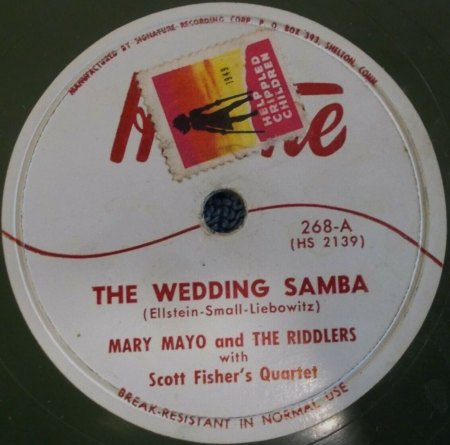 MANUFACTURED BY SIGNATURE RECORDING CORP. P. O. BOX 393 SHELTON, CONN.
1949
HELP
CRIPPLED
CHILDREN
268-A
(HS 2139)
THE WEDDING SAMBA
(Ellstein-Small-Liebowitz)
MARY MAYO and THE RIDDLERS
with
Scott Fisher's Quartet
BREAK-RESISTANT IN NORMAL USE